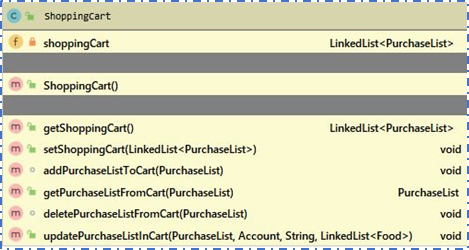 C ShoppingCart
f shoppingCart LinkedList<PurchaseList>
m ShoppingCart()
m getShoppingCart() LinkedList<PurchaseList>
m setShoppingCart(LinkedList<PurchaseList>) void
m addPurchaseListToCart(PurchaseList) void
m getPurchaseListFromCart(PurchaseList) PurchaseList
m deletePurchaseListFromCart(PurchaseList) void
m updatePurchaseListInCart(PurchaseList, Account, String, LinkedList<Food>) void